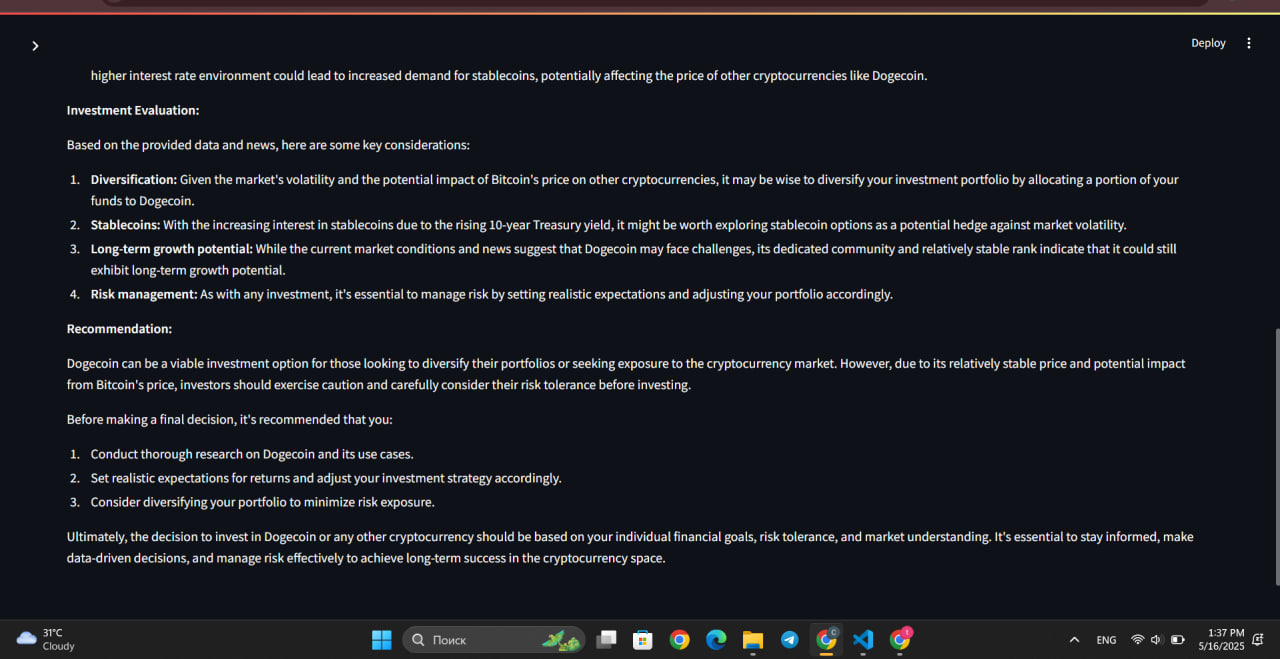 Deploy
higher interest rate environment could lead to increased demand for stablecoins, potentially affecting the price of other cryptocurrencies like Dogecoin.
Investment Evaluation:
Based on the provided data and news, here are some key considerations:
1. Diversification: Given the market's volatility and the potential impact of Bitcoin's price on other cryptocurrencies, it may be wise to diversify your investment portfolio by allocating a portion of your
funds to Dogecoin.
2. Stablecoins: With the increasing interest in stablecoins due to the rising 10-year Treasury yield, it might be worth exploring stablecoin options as a potential hedge against market volatility.
3. Long-term growth potential: While the current market conditions and news suggest that Dogecoin may face challenges, its dedicated community and relatively stable rank indicate that it could still
exhibit long-term growth potential.
4. Risk management: As with any investment, it's essential to manage risk by setting realistic expectations and adjusting your portfolio accordingly.
Recommendation:
Dogecoin can be a viable investment option for those looking to diversify their portfolios or seeking exposure to the cryptocurrency market. However, due to its relatively stable price and potential impact
from Bitcoin's price, investors should exercise caution and carefully consider their risk tolerance before investing.
Before making a final decision, it's recommended that you:
1. Conduct thorough research on Dogecoin and its use cases.
2. Set realistic expectations for returns and adjust your investment strategy accordingly.
3. Consider diversifying your portfolio to minimize risk exposure.
Ultimately, the decision to invest in Dogecoin or any other cryptocurrency should be based on your individual financial goals, risk tolerance, and market understanding. It's essential to stay informed, make
data-driven decisions, and manage risk effectively to achieve long-term success in the cryptocurrency space.
31°C
Cloudy
Поиск
ENG
1:37 PM
5/16/2025